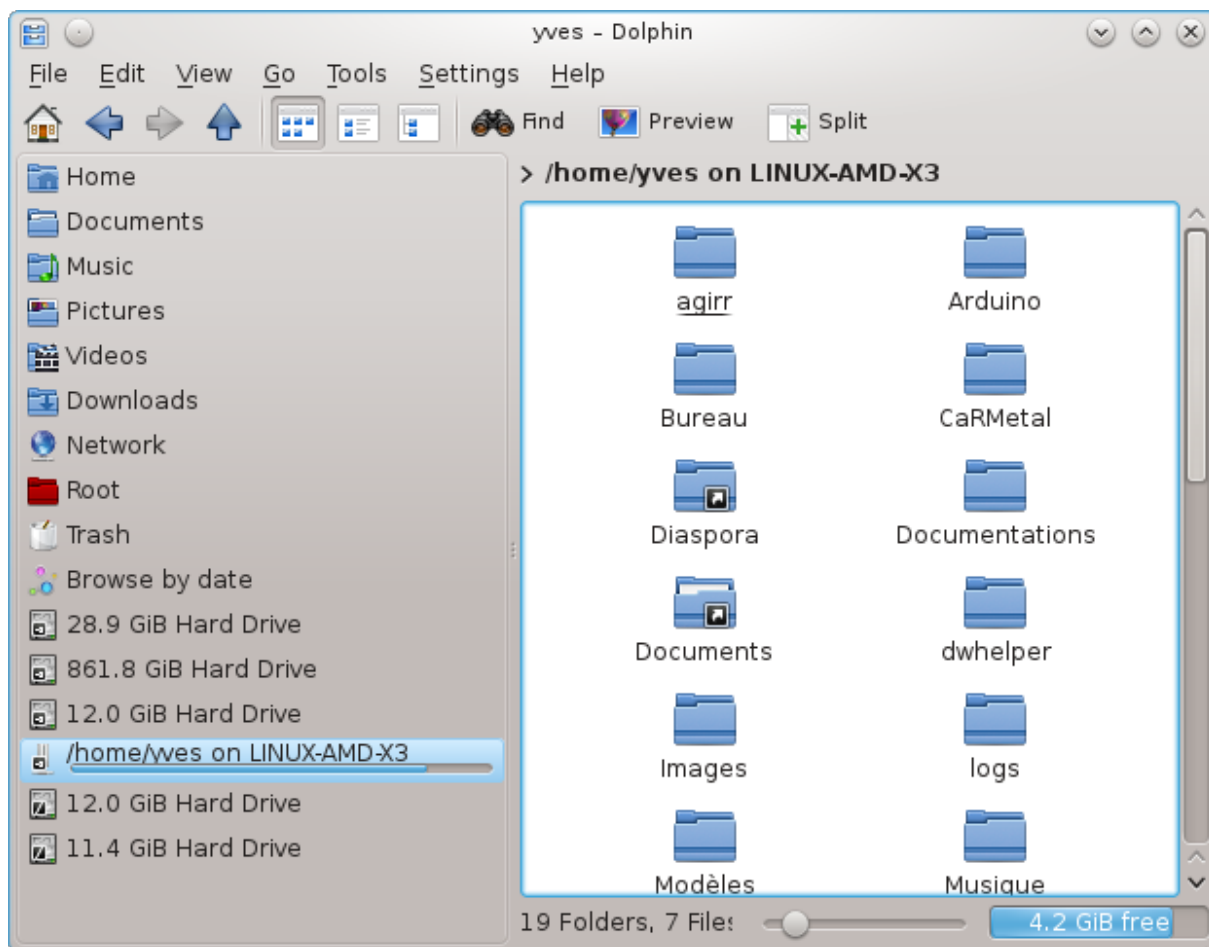 yves – Dolphin
File Edit View Go Tools Settings Help
Find Preview Split
Home
Documents
Music
Pictures
Videos
Downloads
Network
Root
Trash
Browse by date
28.9 GiB Hard Drive
861.8 GiB Hard Drive
12.0 GiB Hard Drive
/home/yves on LINUX-AMD-X3
12.0 GiB Hard Drive
11.4 GiB Hard Drive
> /home/yves on LINUX-AMD-X3
agirr Arduino
Bureau CaRMetal
Diaspora Documentations
Documents dwhelper
Images logs
Modèles Musique
19 Folders, 7 Files
4.2 GiB free